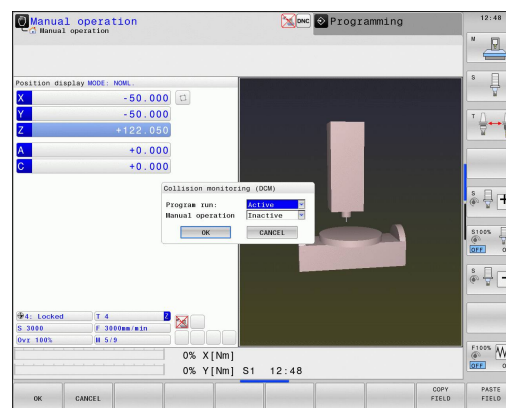 Manual operation
DNC
Programming
12:48
Manual operation
M
Position display MODE: NOML.
X -50.000
Y -50.000
Z +122.050
A +0.000
C +0.000
S
T
Collision monitoring (DCM)
Program run: Active
Manual operation Inactive
OK CANCEL
S
S100%
OFF
S
4: Locked T 4 Z
S 3000 F 3000mm/min
Ovr 100% M 5/9
0% X[Nm]
0% Y[Nm] S1 12:48
F100%
OFF
OK CANCEL COPY FIELD PASTE FIELD